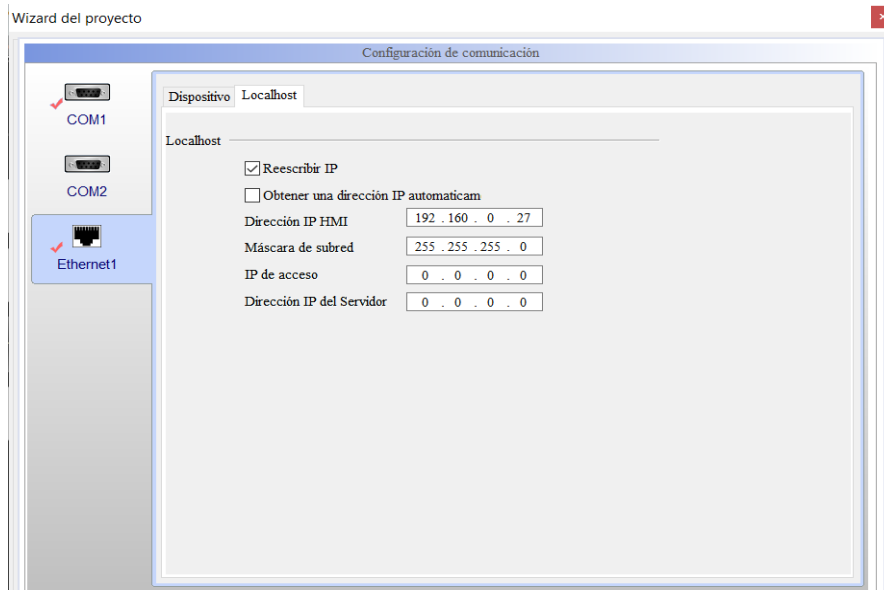 Wizard del proyecto
Configuración de comunicación
COM1
COM2
Ethernet1
Dispositivo Localhost
Localhost
Reescribir IP
Obtener una dirección IP automaticam
Dirección IP HMI 192 . 160 . 0 . 27
Máscara de subred 255 . 255 . 255 . 0
IP de acceso 0 . 0 . 0 . 0
Dirección IP del Servidor 0 . 0 . 0 . 0